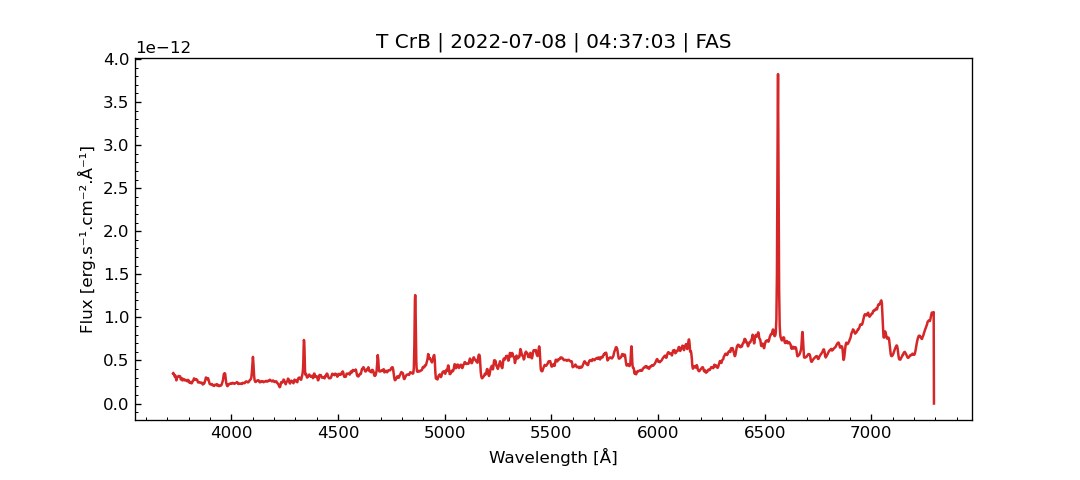 T CrB | 2022-07-08 | 04:37:03 | FAS
1e−12
4.0
3.5
3.0
2.5
2.0
1.5
1.0
0.5
0.0
Flux [erg.s⁻¹.cm⁻².Å⁻¹]
4000 4500 5000 5500 6000 6500 7000
Wavelength [Å]